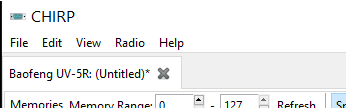 CHIRP
File Edit View Radio Help
Baofeng UV-5R: (Untitled)*
Memories Memory Range: 0 - 127 Refresh